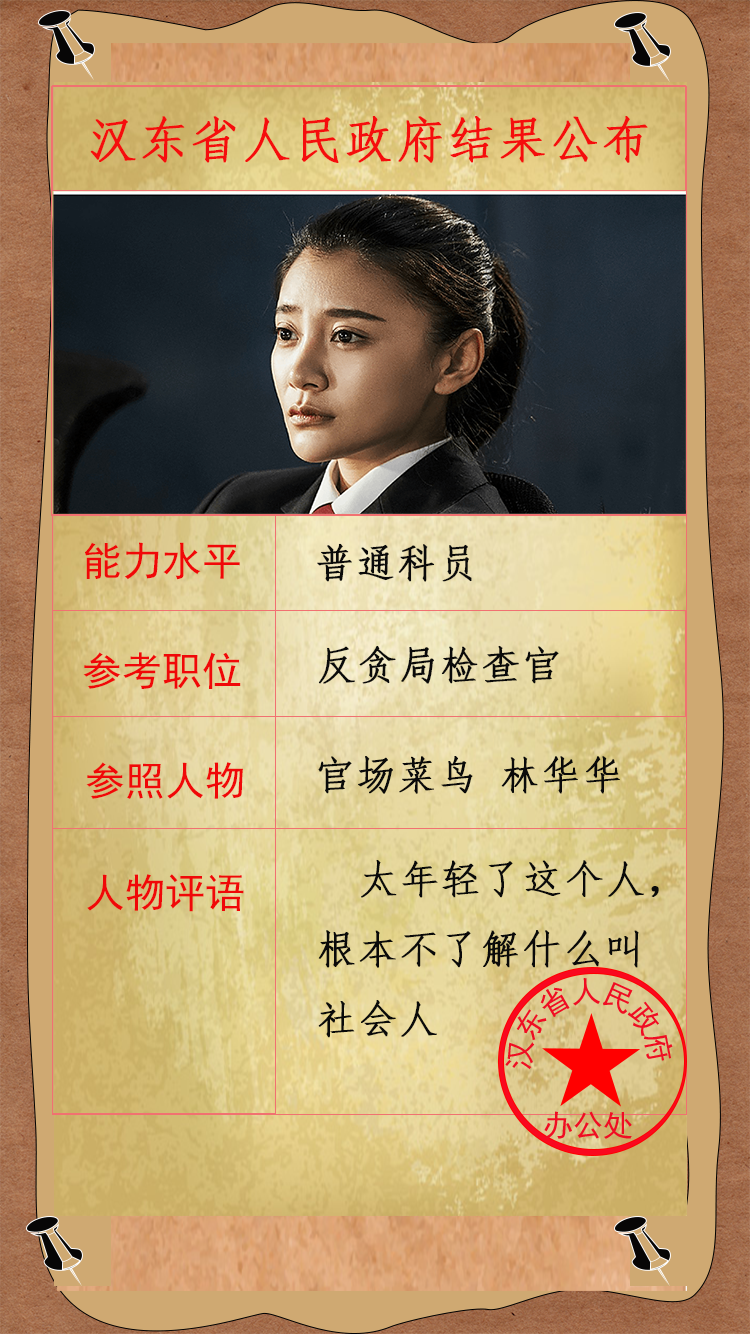 汉东省人民政府结果公布
能力水平 普通科员
参考职位 反贪局检查官
参照人物 官场菜鸟 林华华
人物评语 太年轻了这个人，
根本不了解什么叫
社会人
汉东省人民政府
办公处